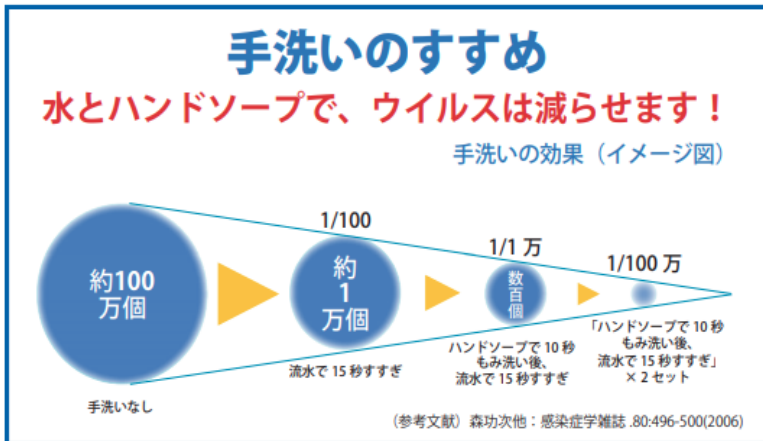 手洗いのすすめ
水とハンドソープで、ウイルスは減らせます！
手洗いの効果（イメージ図）
約100
万個
手洗いなし
1/100
約
1
万個
流水で 15 秒すすぎ
1/1 万
数百個
ハンドソープで 10 秒
もみ洗い後、
流水で 15 秒すすぎ
1/100 万
「ハンドソープで 10 秒
もみ洗い後、
流水で 15 秒すすぎ」
× 2 セット
（参考文献）森功次他：感染症学雑誌 .80:496-500(2006)